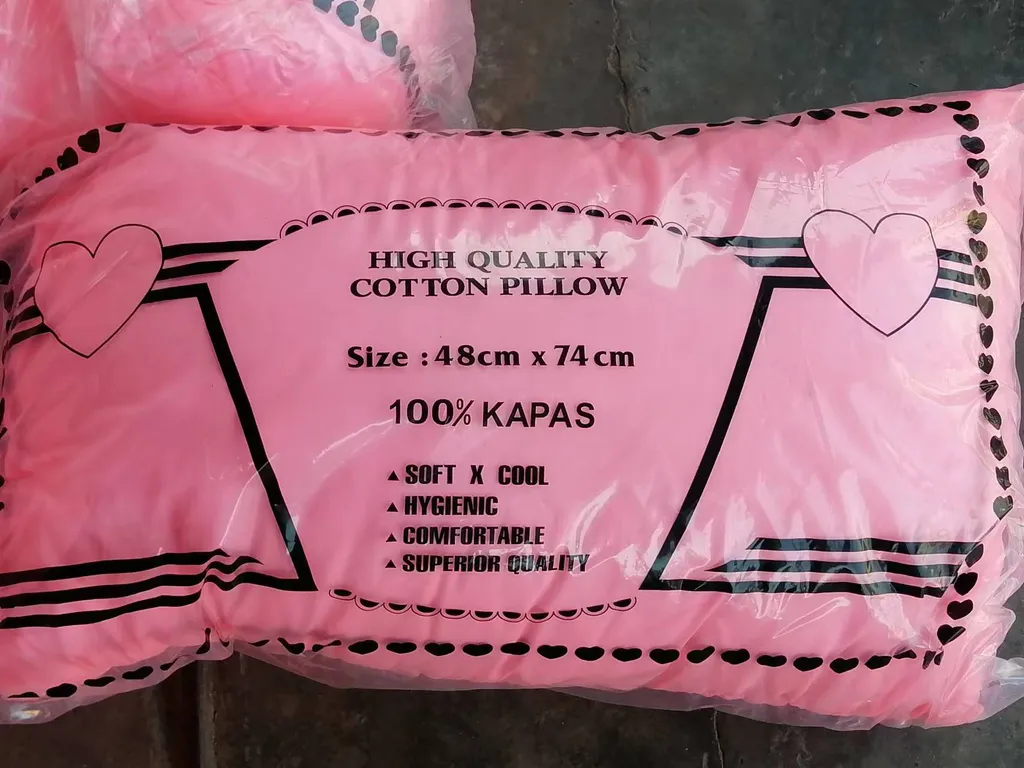 HIGH QUALITY
COTTON PILLOW
Size : 48cm x 74cm
100% KAPAS
▲ SOFT X COOL
▲ HYGIENIC
▲ COMFORTABLE
▲ SUPERIOR QUALITY